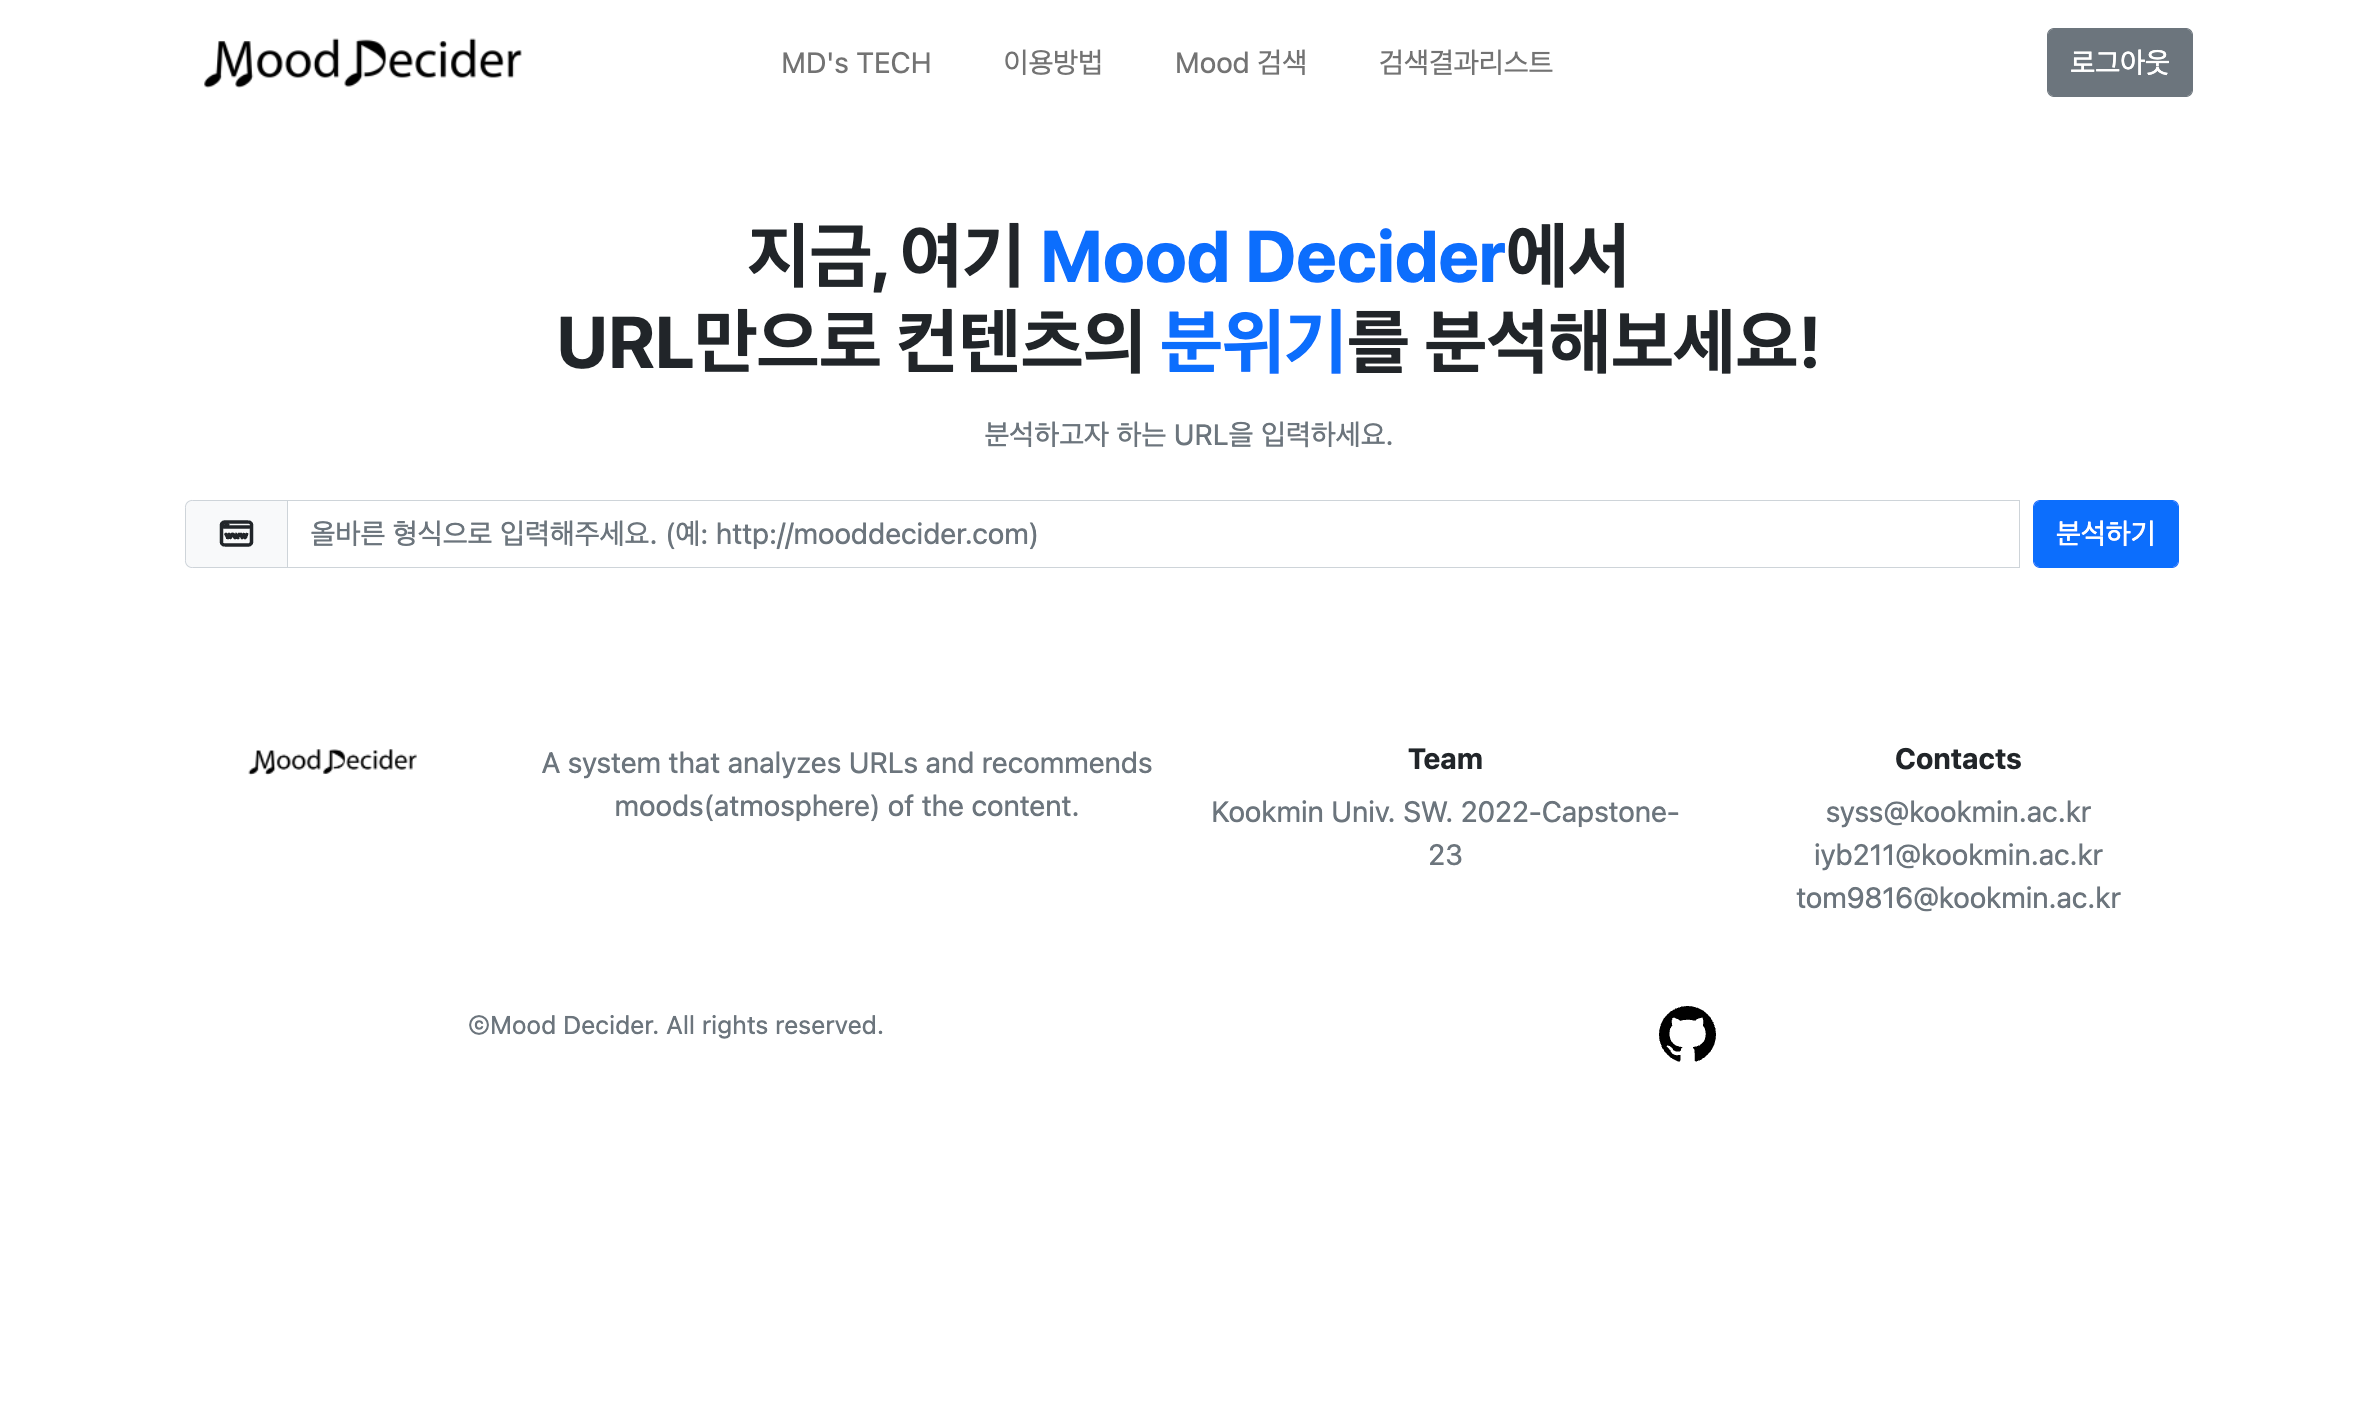 Mood Decider
MD's TECH
이용방법
Mood 검색
검색결과리스트
로그아웃
지금, 여기 Mood Decider에서
URL만으로 컨텐츠의 분위기를 분석해보세요!
분석하고자 하는 URL을 입력하세요.
www
올바른 형식으로 입력해주세요. (예: http://mooddecider.com)
분석하기
Mood Decider
A system that analyzes URLs and recommends
moods(atmosphere) of the content.
Team
Kookmin Univ. SW. 2022-Capstone-
23
Contacts
syss@kookmin.ac.kr
iyb211@kookmin.ac.kr
tom9816@kookmin.ac.kr
©Mood Decider. All rights reserved.